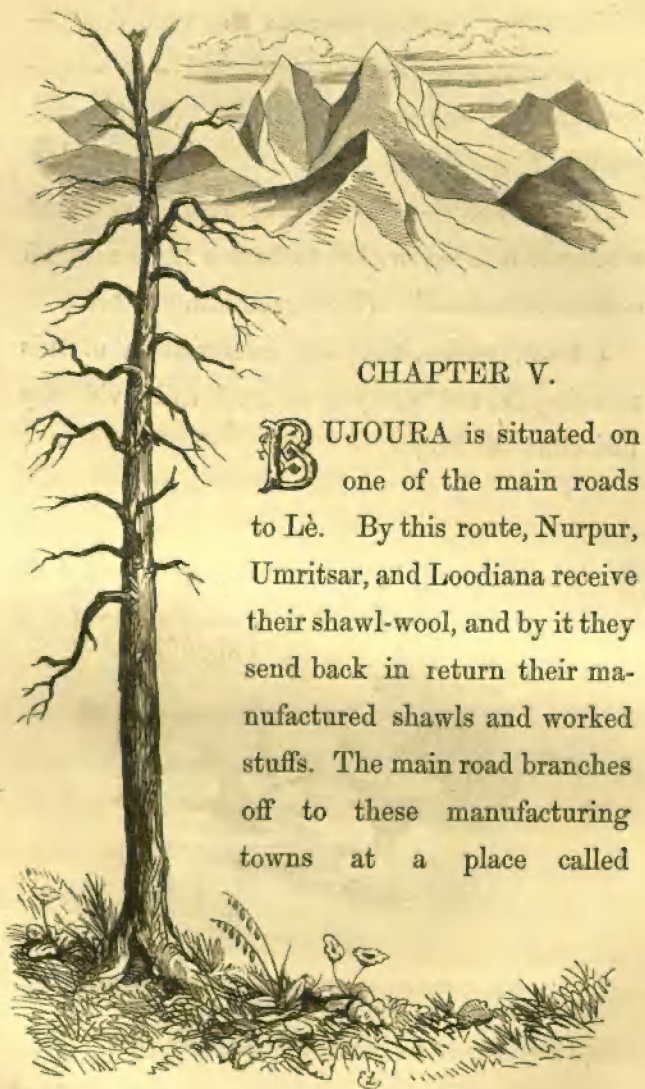 CHAPTER V.
BUJOURA is situated on
one of the main roads
to Lè. By this route, Nurpur,
Umritsar, and Loodiana receive
their shawl-wool, and by it they
send back in return their ma-
nufactured shawls and worked
stuffs. The main road branches
off to these manufacturing
towns at a place called